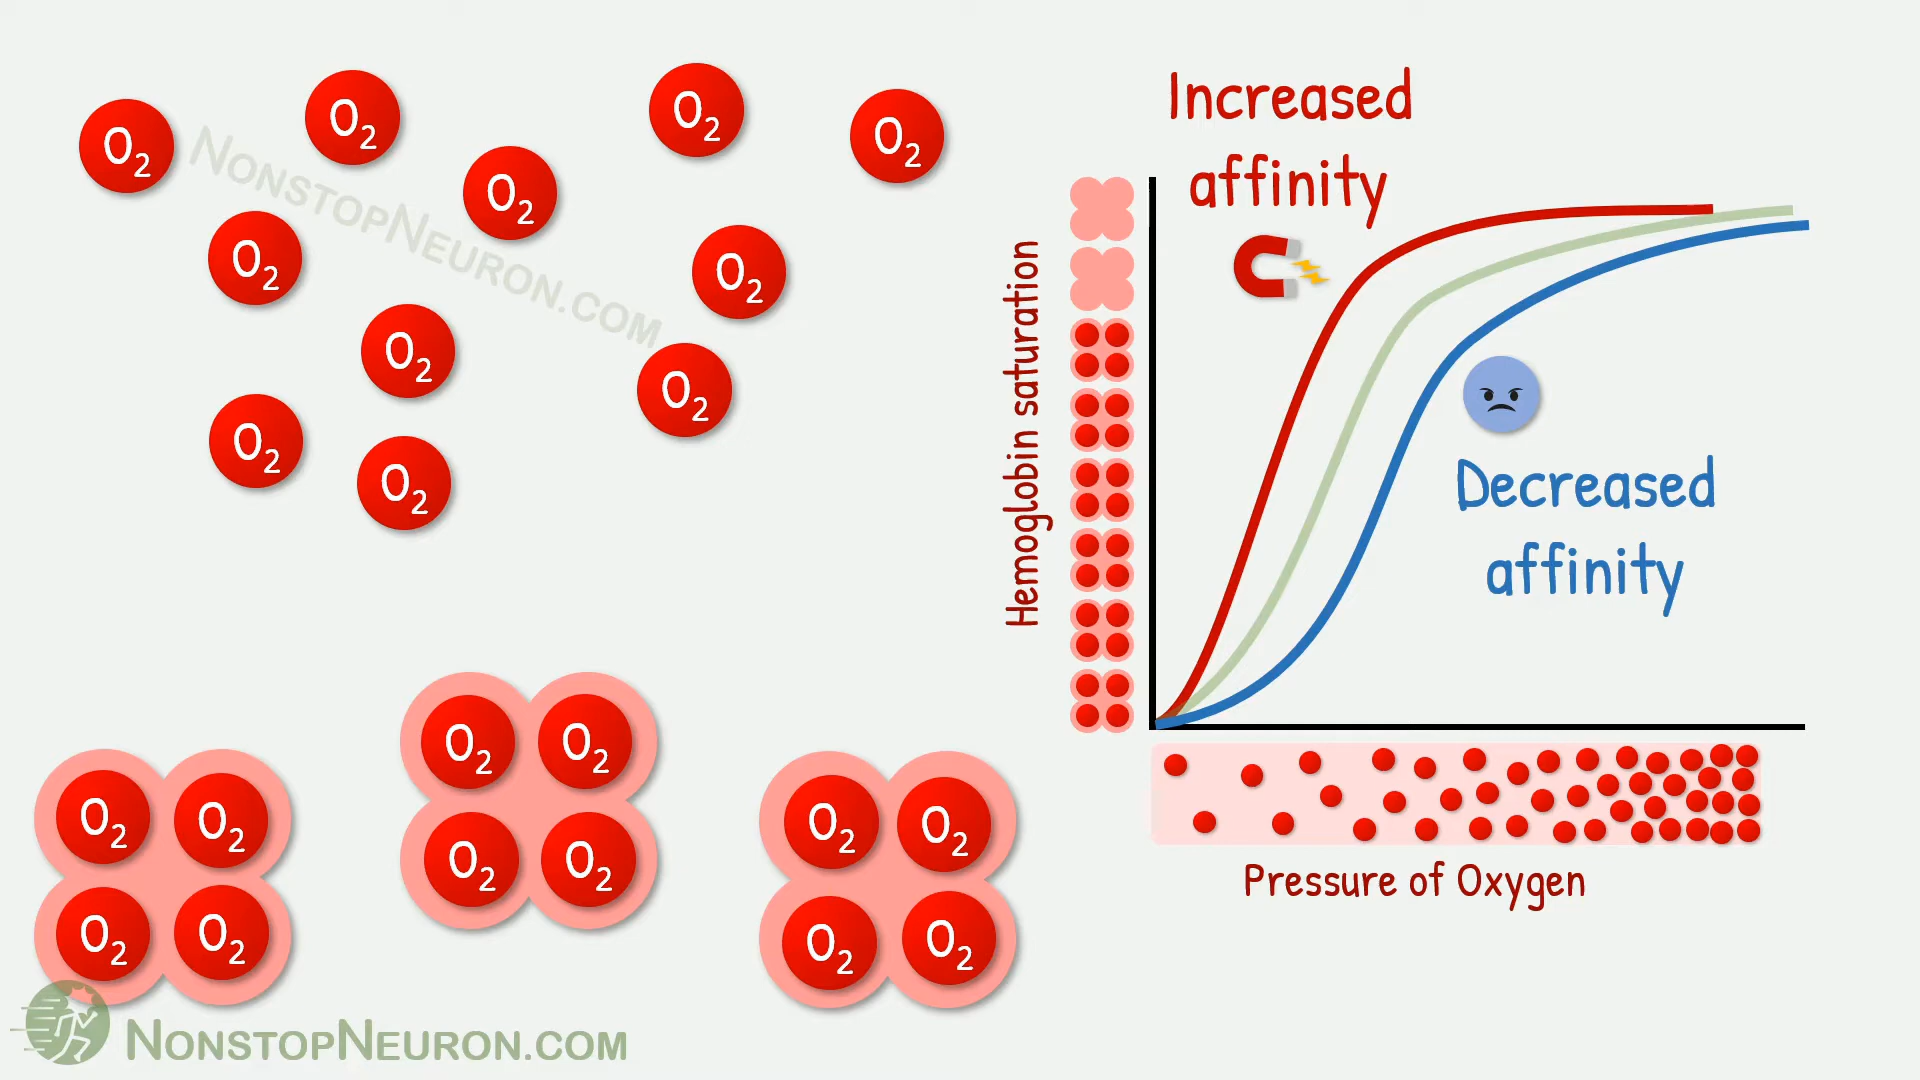 O2
O2
O2
O2
O2
O2
O2
O2
O2
O2
O2
NonstopNeuron.com
O2 O2
O2 O2
O2 O2
O2 O2
O2 O2
O2 O2
NonstopNeuron.com
Increased
affinity
Hemoglobin saturation
Decreased
affinity
Pressure of Oxygen